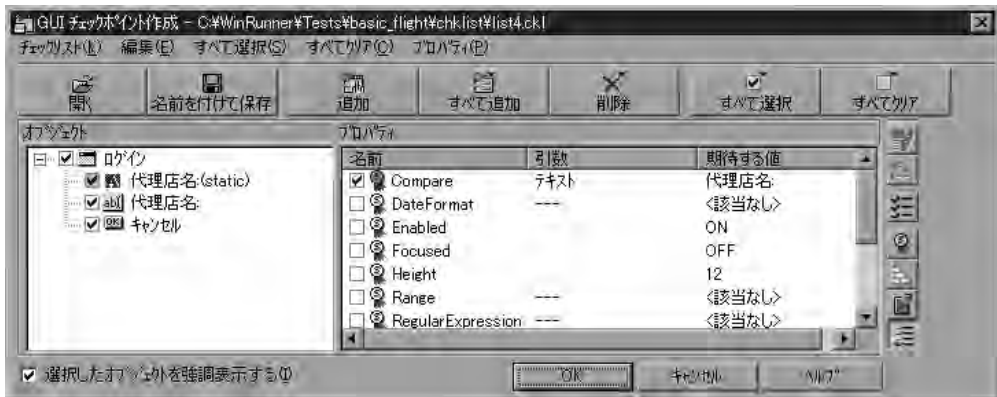 GUI ﾁｪｯｸﾎﾟｲﾝﾄ作成 - C:¥WinRunner¥Tests¥basic_flight¥chklist¥list4.ckl
ﾁｪｯｸﾘｽﾄ(L) 編集(E) すべて選択(S) すべてｸﾘｱ(C) ﾌﾟﾛﾊﾟﾃｨ(P)
開く 名前を付けて保存 追加 すべて追加 削除 すべて選択 すべてｸﾘｱ
ｵﾌﾞｼﾞｪｸﾄ
ﾛｸﾞｲﾝ
代理店名:(static)
代理店名:
ｷｬﾝｾﾙ
ﾌﾟﾛﾊﾟﾃｨ
名前 引数 期待する値
Compare ﾃｷｽﾄ 代理店名:
DateFormat --- <該当なし>
Enabled ON
Focused OFF
Height 12
Range --- <該当なし>
RegularExpression --- <該当なし>
選択したｵﾌﾞｼﾞｪｸﾄを強調表示する(I)
OK ｷｬﾝｾﾙ ﾍﾙﾌﾟ